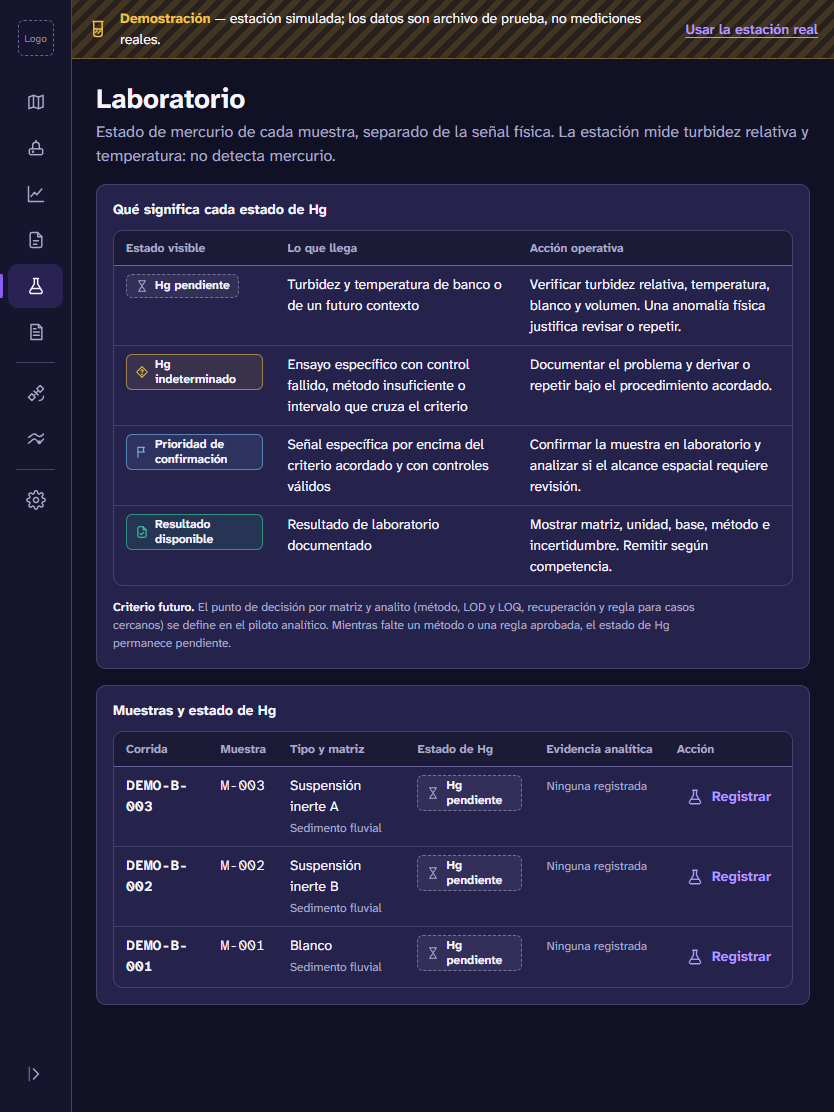 Logo
Demostración — estación simulada; los datos son archivo de prueba, no mediciones
reales.
Usar la estación real
Laboratorio
Estado de mercurio de cada muestra, separado de la señal física. La estación mide turbidez relativa y
temperatura: no detecta mercurio.
Qué significa cada estado de Hg
Estado visible
Lo que llega
Acción operativa
Hg pendiente
Turbidez y temperatura de banco o
de un futuro contexto
Verificar turbidez relativa, temperatura,
blanco y volumen. Una anomalía física
justifica revisar o repetir.
Hg
indeterminado
Ensayo específico con control
fallido, método insuficiente o
intervalo que cruza el criterio
Documentar el problema y derivar o
repetir bajo el procedimiento acordado.
Prioridad de
confirmación
Señal específica por encima del
criterio acordado y con controles
válidos
Confirmar la muestra en laboratorio y
analizar si el alcance espacial requiere
revisión.
Resultado
disponible
Resultado de laboratorio
documentado
Mostrar matriz, unidad, base, método e
incertidumbre. Remitir según
competencia.
Criterio futuro. El punto de decisión por matriz y analito (método, LOD y LOQ, recuperación y regla para casos
cercanos) se define en el piloto analítico. Mientras falte un método o una regla aprobada, el estado de Hg
permanece pendiente.
Muestras y estado de Hg
Corrida
Muestra
Tipo y matriz
Estado de Hg
Evidencia analítica
Acción
DEMO-B-
003
M-003
Suspensión
inerte A
Sedimento fluvial
Hg
pendiente
Ninguna registrada
Registrar
DEMO-B-
002
M-002
Suspensión
inerte B
Sedimento fluvial
Hg
pendiente
Ninguna registrada
Registrar
DEMO-B-
001
M-001
Blanco
Sedimento fluvial
Hg
pendiente
Ninguna registrada
Registrar